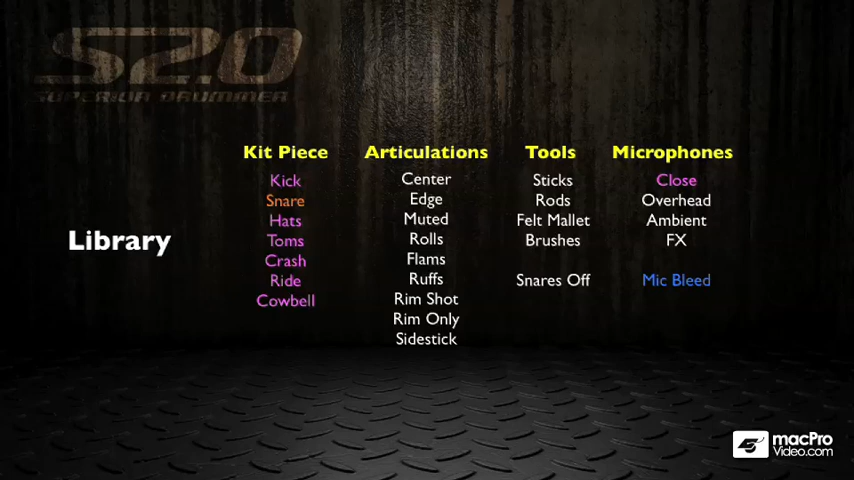 S2.0
SUPERIOR DRUMMER
Kit Piece Articulations Tools Microphones
Kick Center Sticks Close
Snare Edge Rods Overhead
Hats Muted Felt Mallet Ambient
Toms Rolls Brushes FX
Library
Crash Flams
Ride Ruffs Snares Off Mic Bleed
Cowbell Rim Shot
Rim Only
Sidestick
macPro
Video.com